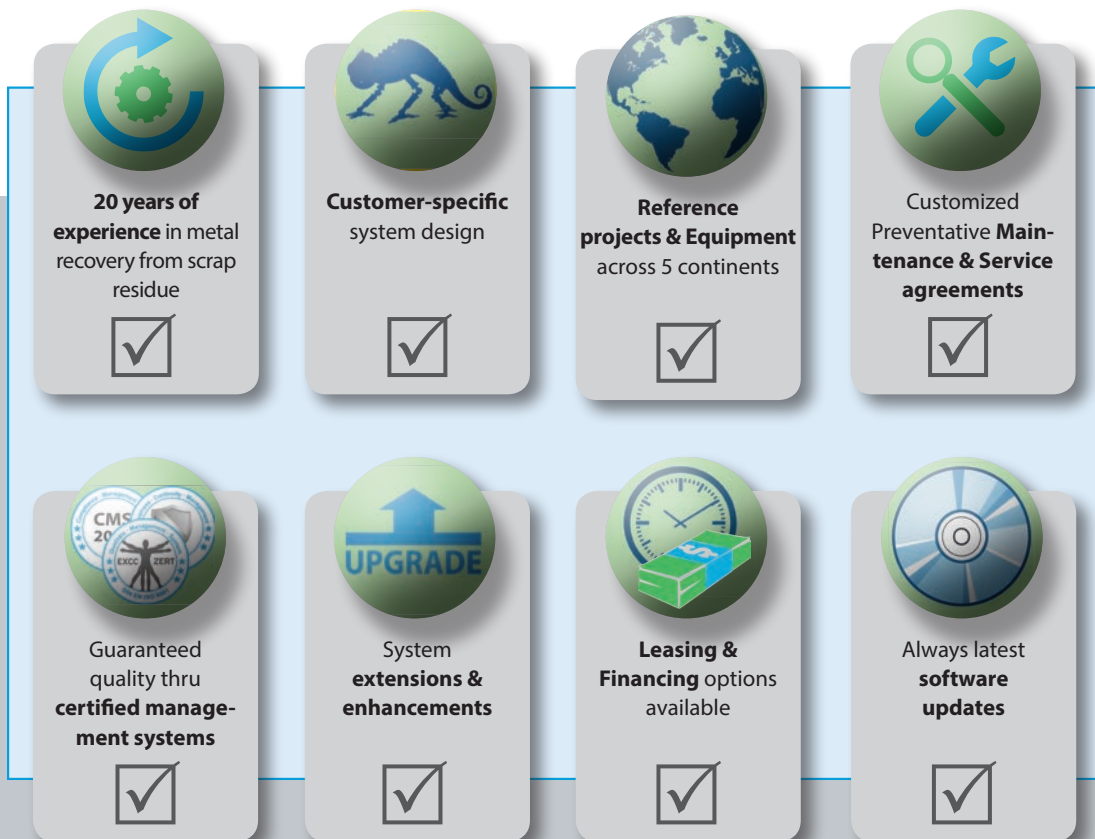 20 years of
experience in metal
recovery from scrap
residue
Customer-specific
system design
Reference
projects & Equipment
across 5 continents
Customized
Preventative Main-
tenance & Service
agreements
CMS
EXCC ZERT
Guaranteed
quality thru
certified manage-
ment systems
UPGRADE
System
extensions &
enhancements
$
Leasing &
Financing options
available
Always latest
software
updates